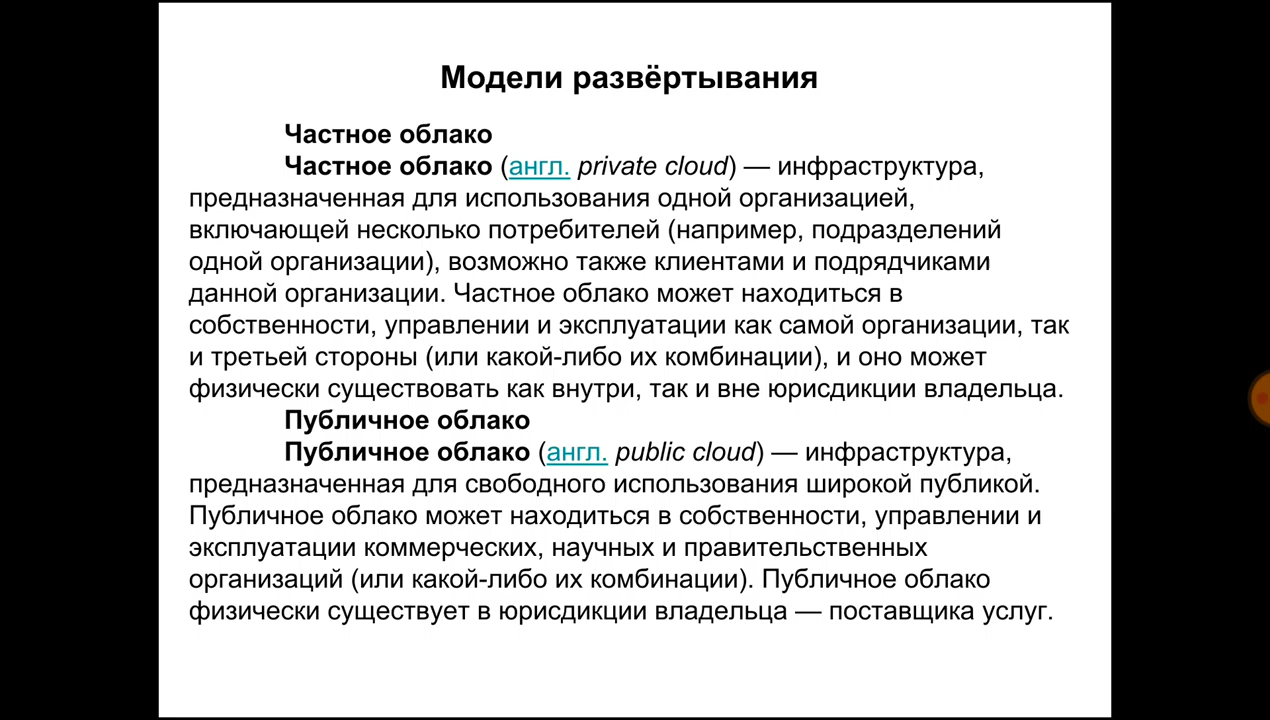 Модели развёртывания
Частное облако
Частное облако (англ. private cloud) — инфраструктура,
предназначенная для использования одной организацией,
включающей несколько потребителей (например, подразделений
одной организации), возможно также клиентами и подрядчиками
данной организации. Частное облако может находиться в
собственности, управлении и эксплуатации как самой организации, так
и третьей стороны (или какой-либо их комбинации), и оно может
физически существовать как внутри, так и вне юрисдикции владельца.
Публичное облако
Публичное облако (англ. public cloud) — инфраструктура,
предназначенная для свободного использования широкой публикой.
Публичное облако может находиться в собственности, управлении и
эксплуатации коммерческих, научных и правительственных
организаций (или какой-либо их комбинации). Публичное облако
физически существует в юрисдикции владельца — поставщика услуг.